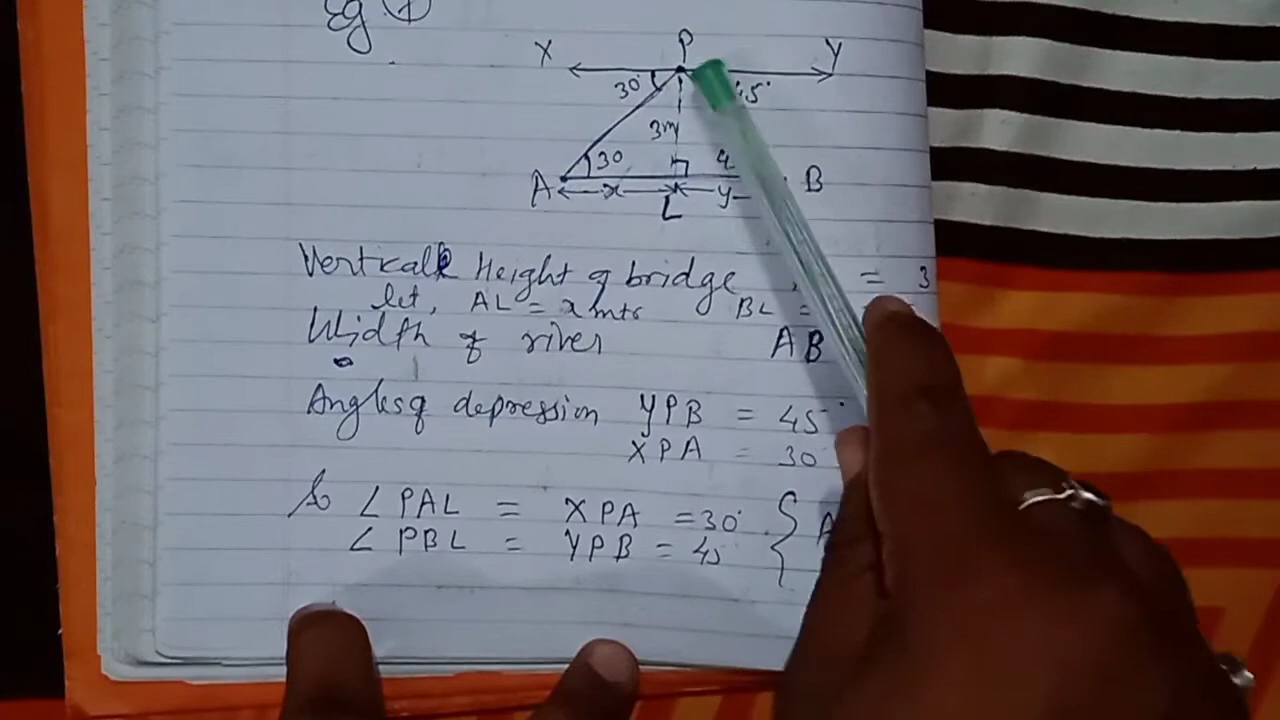 Eg ①
X P Y
30° 45°
3m
30 4
A x y B
L
Vertical Height of bridge = 3
let, AL = x mts BL =
Width of river AB
Angles of depression YPB = 45°
XPA = 30
So ∠PAL = XPA = 30° { A
∠PBL = YPB = 45